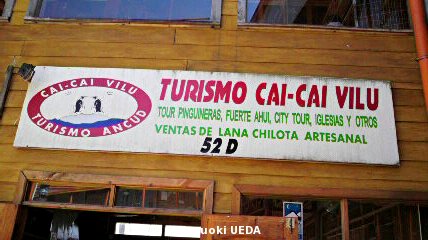 CAI-CAI VILU
TURISMO ANCUD
TURISMO CAI-CAI VILU
TOUR PINGUINERAS, FUERTE AHUI, CITY TOUR, IGLESIAS Y OTROS
VENTAS DE LANA CHILOTA ARTESANAL
52 D
uoki UEDA